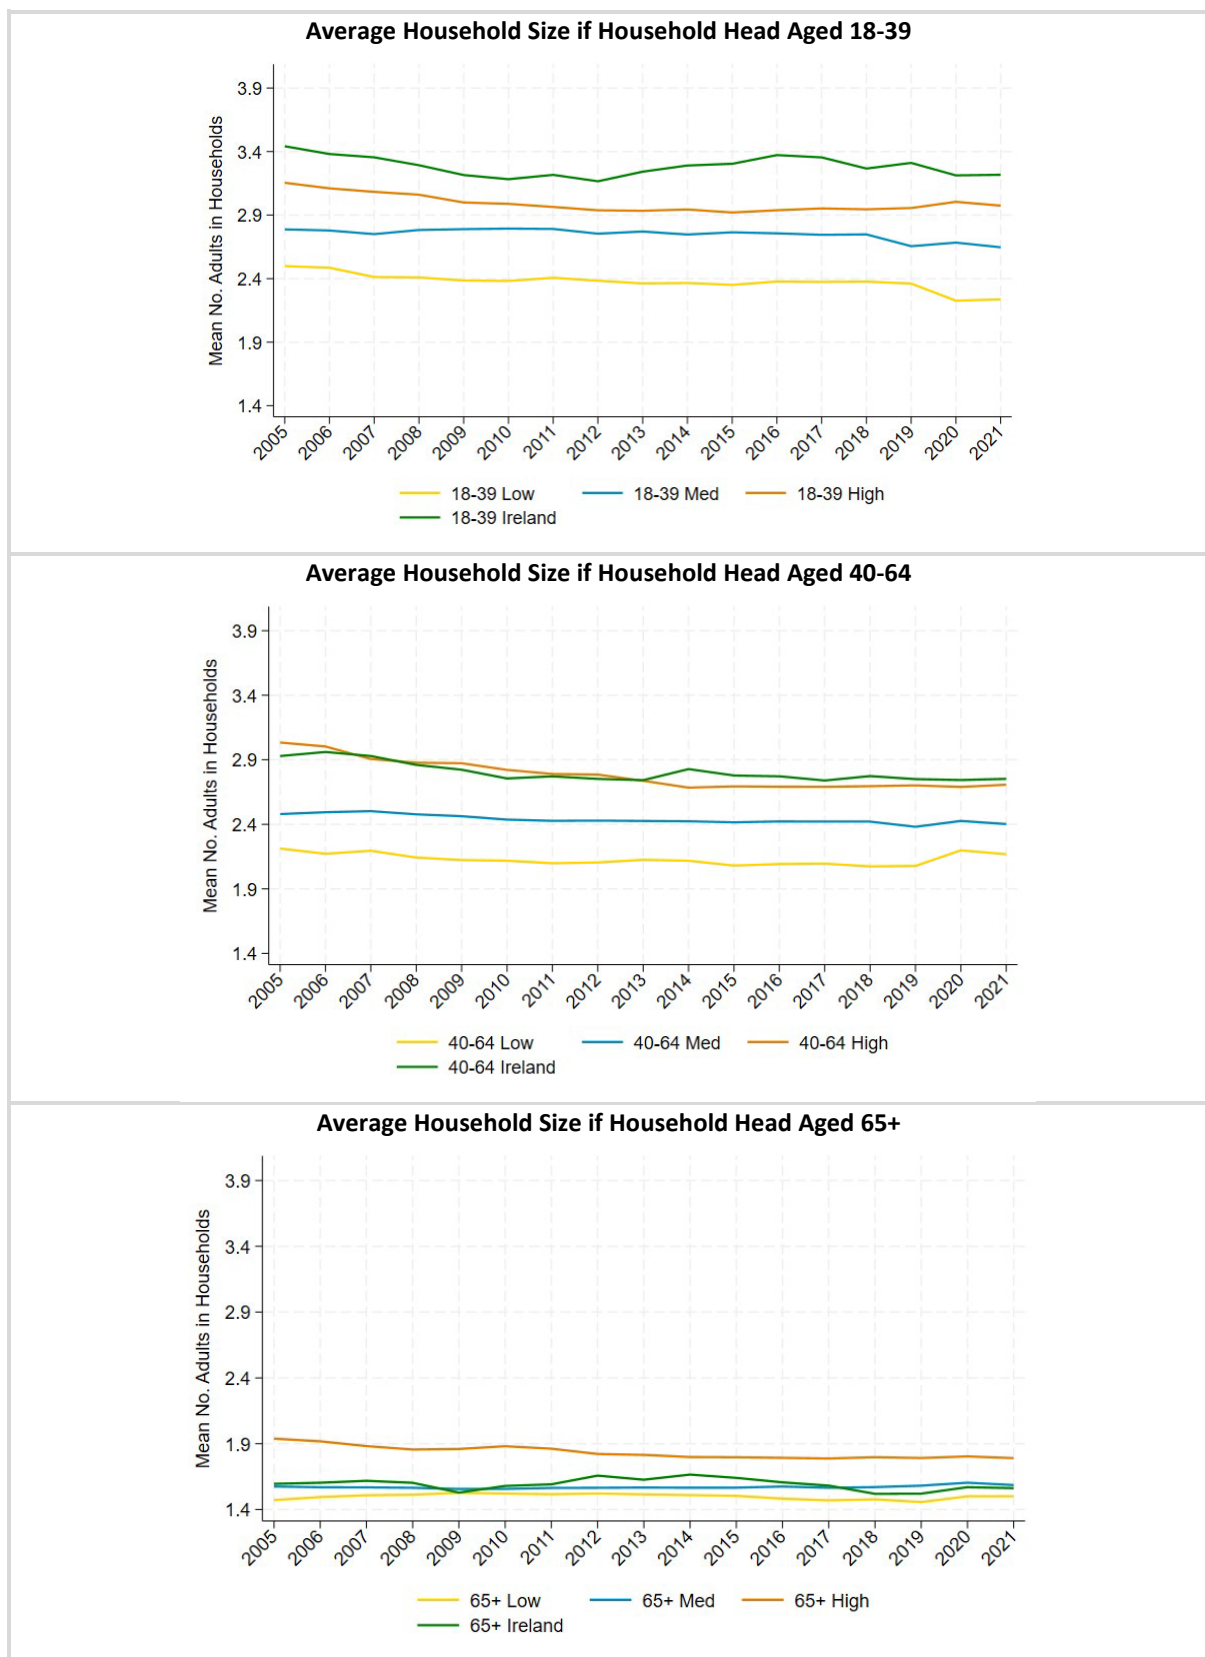 Average Household Size if Household Head Aged 18-39
Mean No. Adults in Households
3.9
3.4
2.9
2.4
1.9
1.4
2005 2006 2007 2008 2009 2010 2011 2012 2013 2014 2015 2016 2017 2018 2019 2020 2021
18-39 Low 18-39 Med 18-39 High
18-39 Ireland
Average Household Size if Household Head Aged 40-64
Mean No. Adults in Households
3.9
3.4
2.9
2.4
1.9
1.4
2005 2006 2007 2008 2009 2010 2011 2012 2013 2014 2015 2016 2017 2018 2019 2020 2021
40-64 Low 40-64 Med 40-64 High
40-64 Ireland
Average Household Size if Household Head Aged 65+
Mean No. Adults in Households
3.9
3.4
2.9
2.4
1.9
1.4
2005 2006 2007 2008 2009 2010 2011 2012 2013 2014 2015 2016 2017 2018 2019 2020 2021
65+ Low 65+ Med 65+ High
65+ Ireland